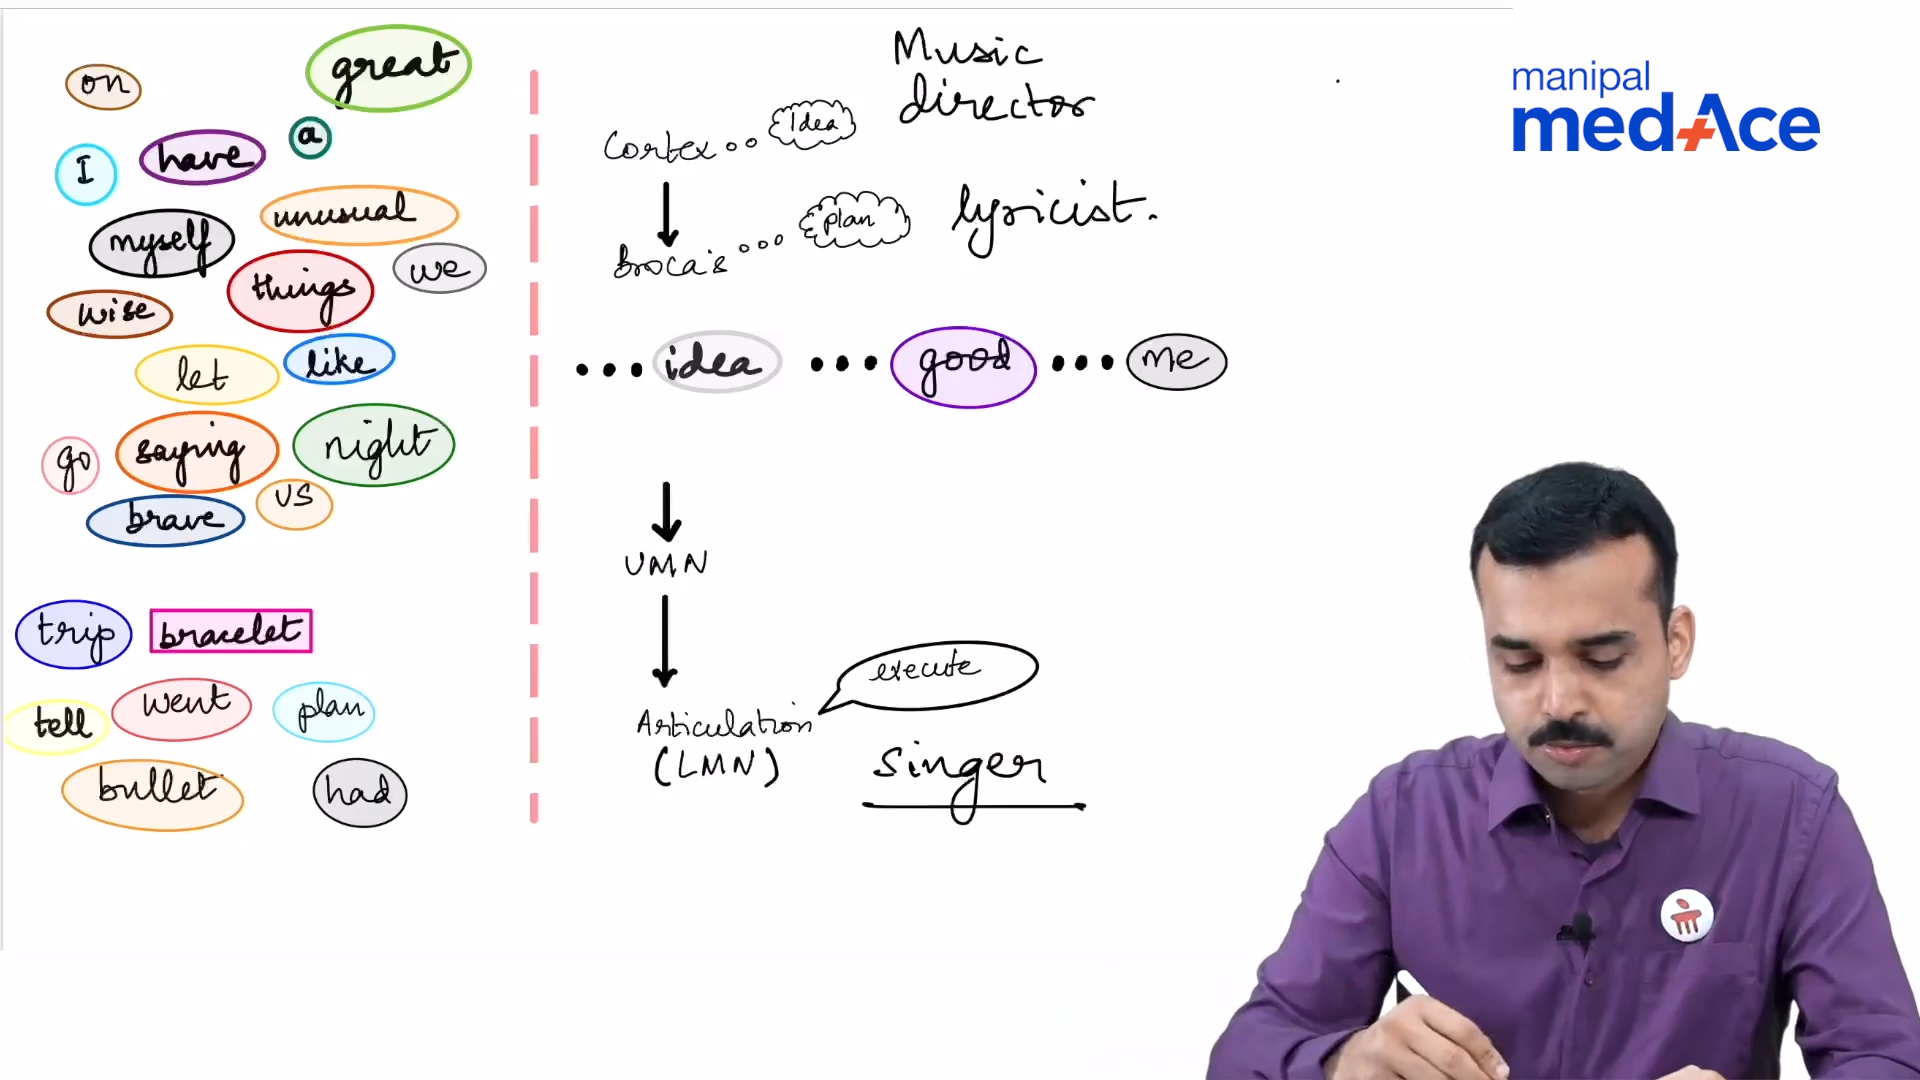 on
great
I
have
a
myself
unusual
wise
things
we
let
like
go
saying
night
brave
us
trip
bracelet
tell
went
plan
bullet
had
Music
director
Cortex
Idea
Broca's
plan
lyricist.
... idea ... good ... me
UMN
execute
Articulation
(LMN)
singer
manipal
medAce